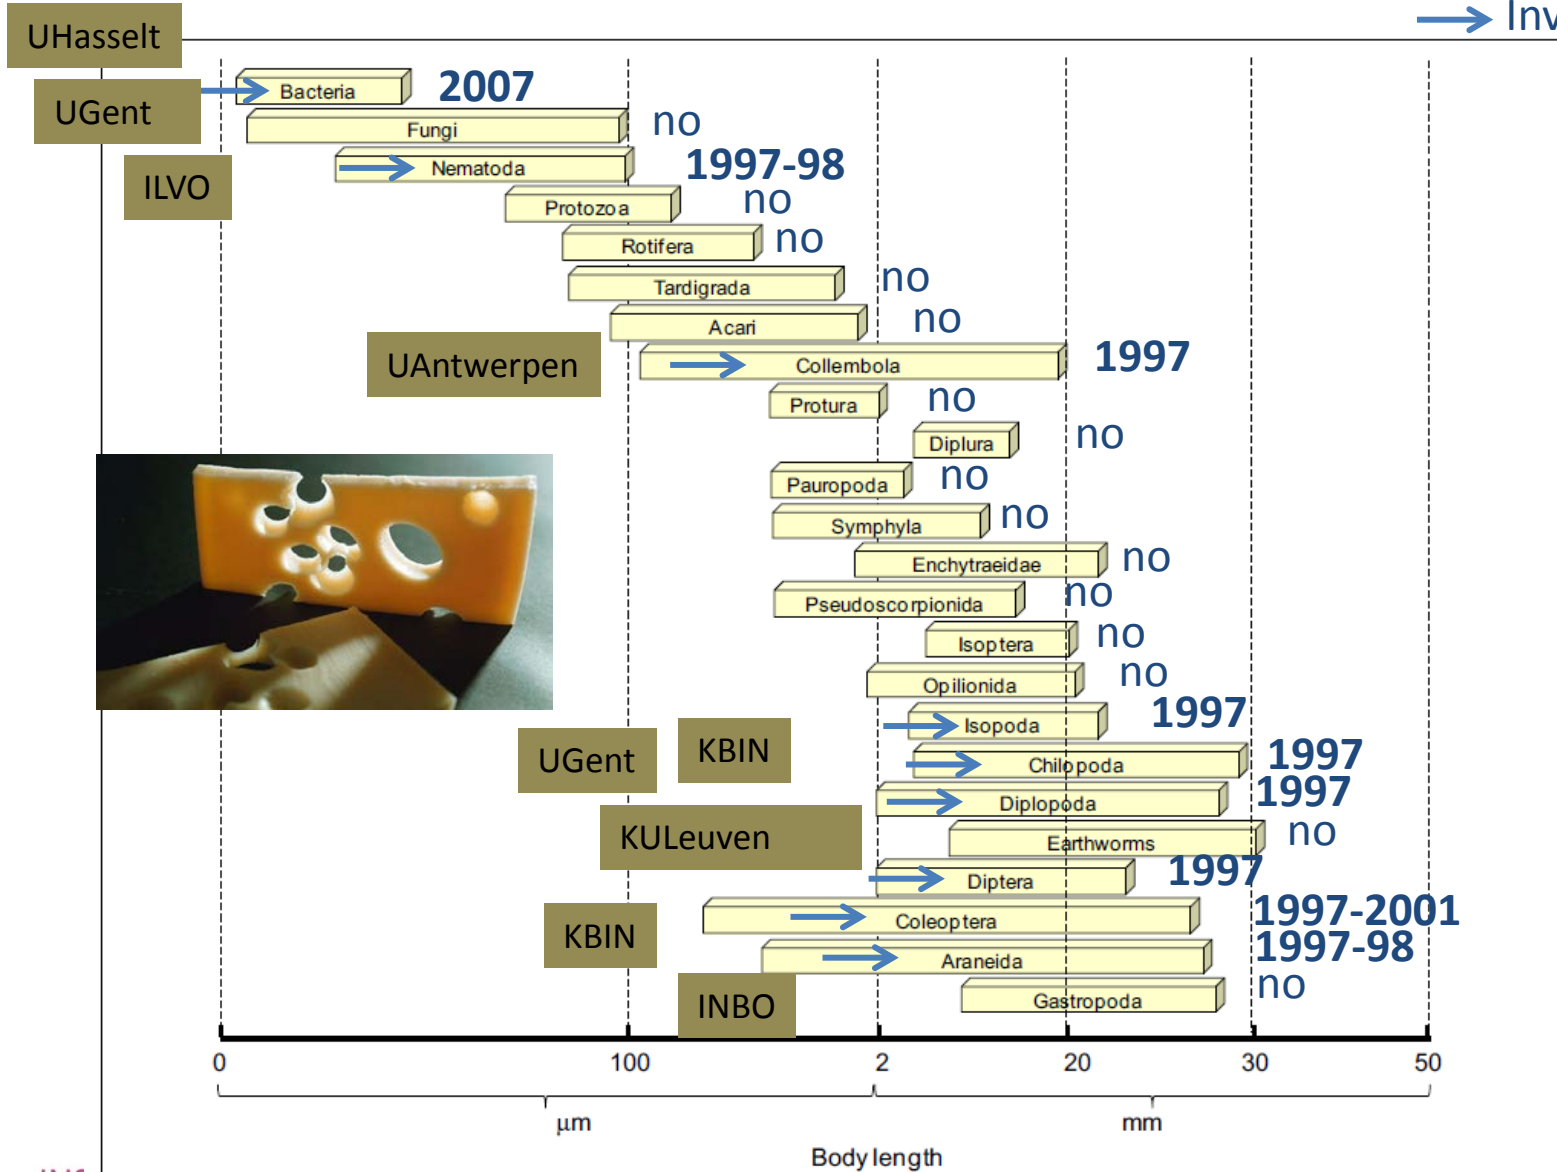 Inv
UHasselt
Bacteria 2007
UGent
Fungi no
Nematoda 1997-98
ILVO
Protozoa no
Rotifera no
Tardigrada no
Acari no
UAntwerpen
Collembola 1997
Protura no
Diplura no
Pauropoda no
Symphyla no
Enchytraeidae no
Pseudoscorpionida no
Isoptera no
Opilionida no
Isopoda 1997
UGent KBIN
Chilopoda 1997
Diplopoda 1997
KULeuven
Earthworms no
Diptera 1997
Coleoptera 1997-2001
KBIN
Araneida 1997-98
INBO
Gastropoda no
0 100 2 20 30 50
µm mm
Body length